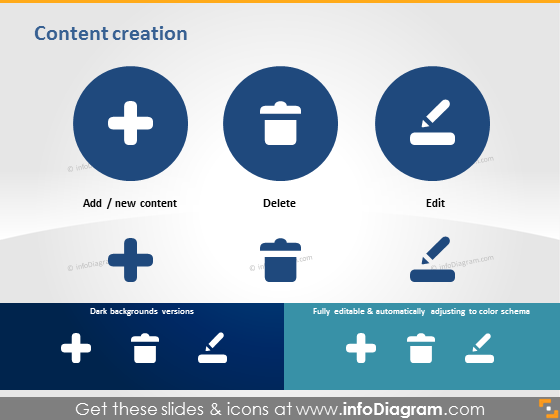 Content creation
Add / new content
Delete
Edit
© infoDiagram.com
© infoDiagram.com
Dark backgrounds versions
Fully editable & automatically adjusting to color schema
Get these slides & icons at www.infoDiagram.com